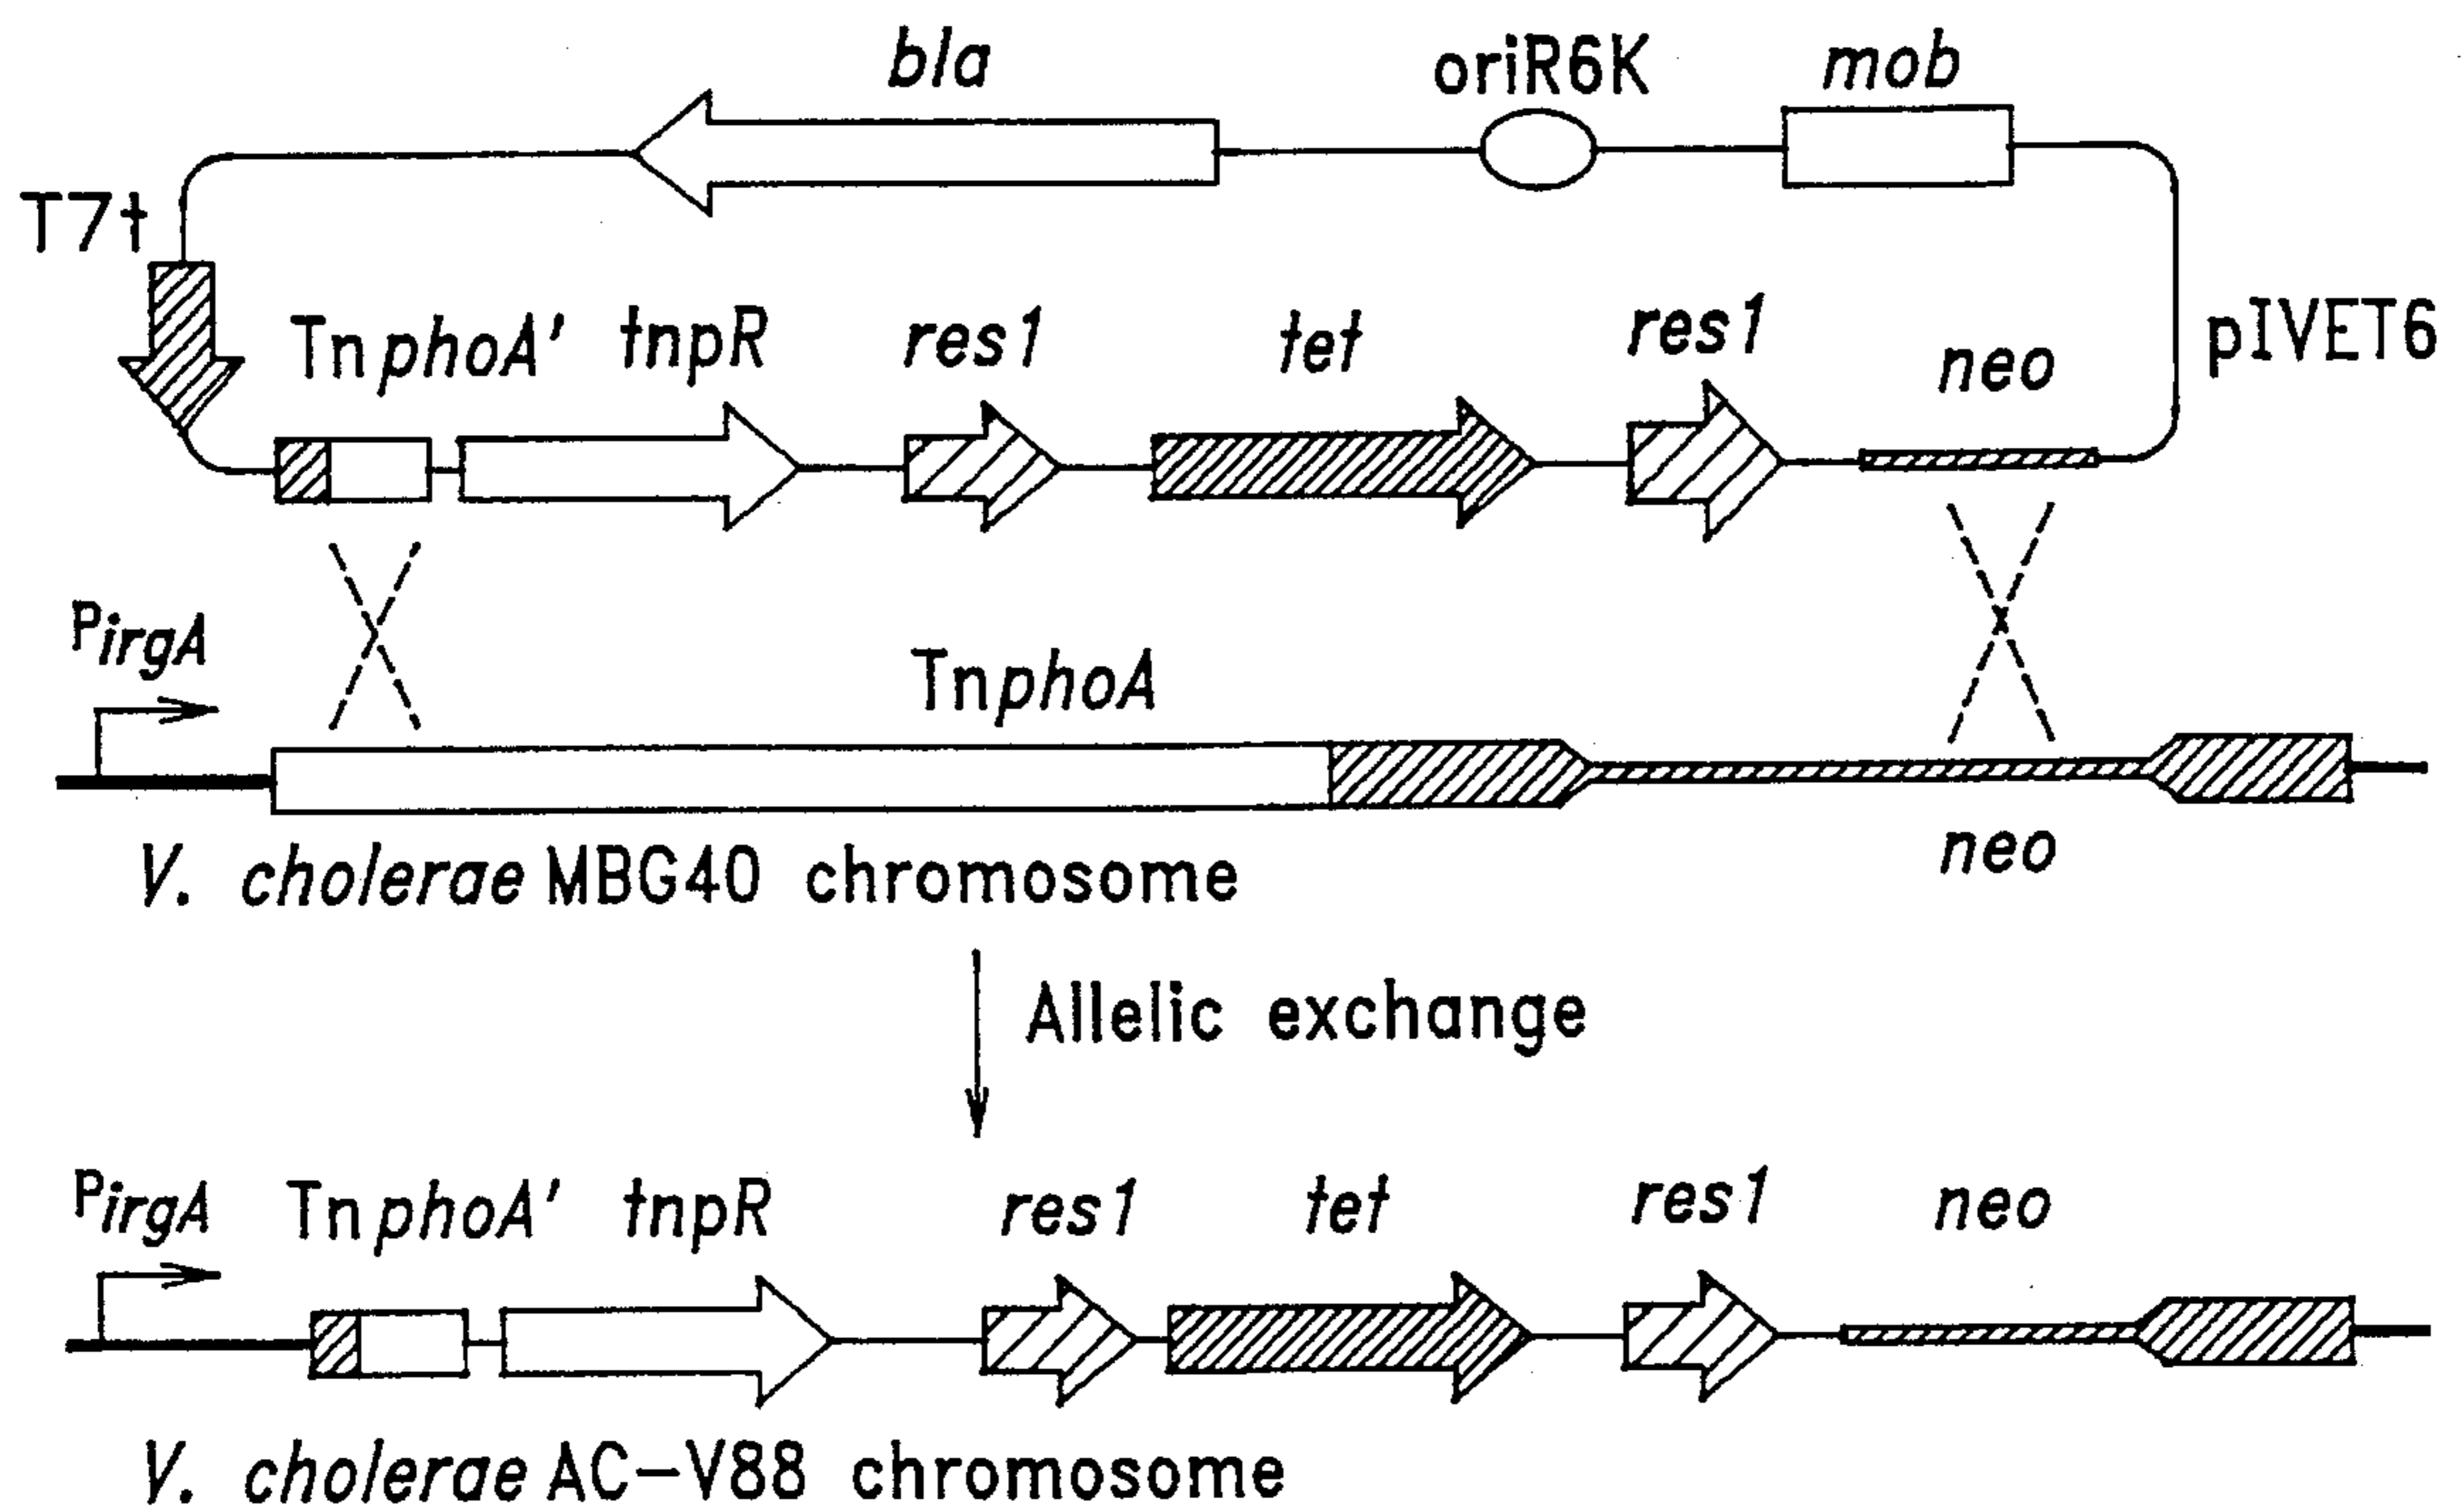 bla oriR6K mob
T7t
TnphoA' tnpR res1 tet res1 neo pIVET6
PirgA
TnphoA
V. cholerae MBG40 chromosome neo
Allelic exchange
PirgA TnphoA' tnpR res1 tet res1 neo
V. cholerae AC-V88 chromosome